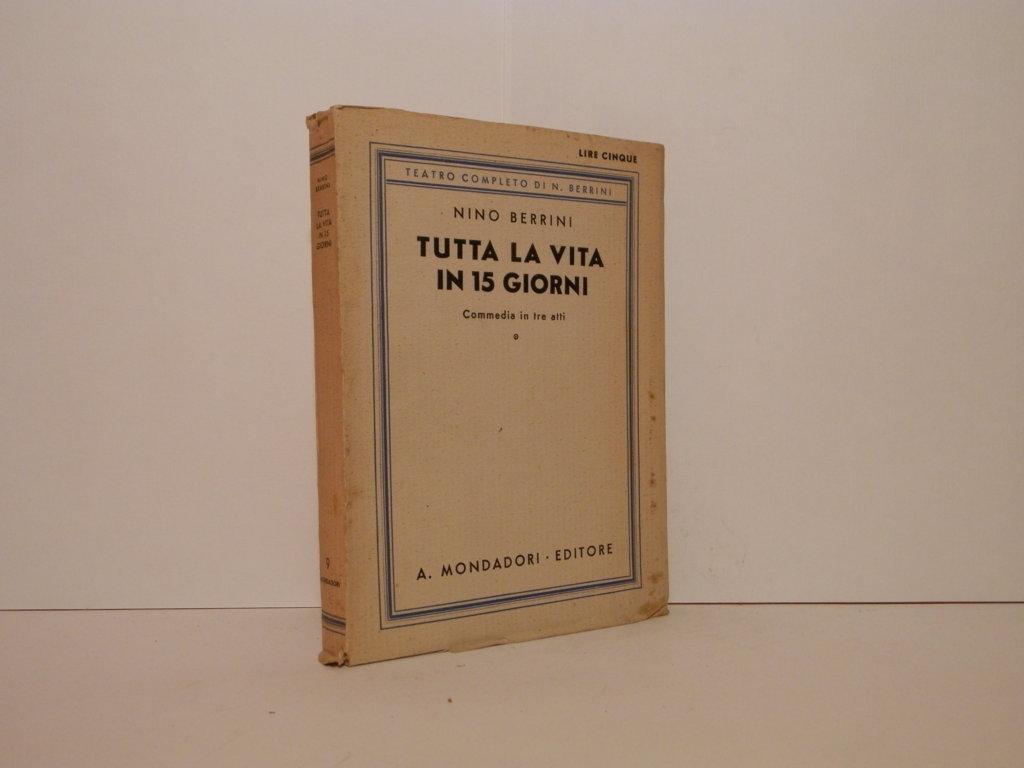 LIRE CINQUE
TEATRO COMPLETO DI N. BERRINI
NINO BERRINI
TUTTA LA VITA
IN 15 GIORNI
Commedia in tre atti
A. MONDADORI · EDITORE
NINO
BERRINI
TUTTA
LA VITA
IN 15
GIORNI
9
MONDADORI